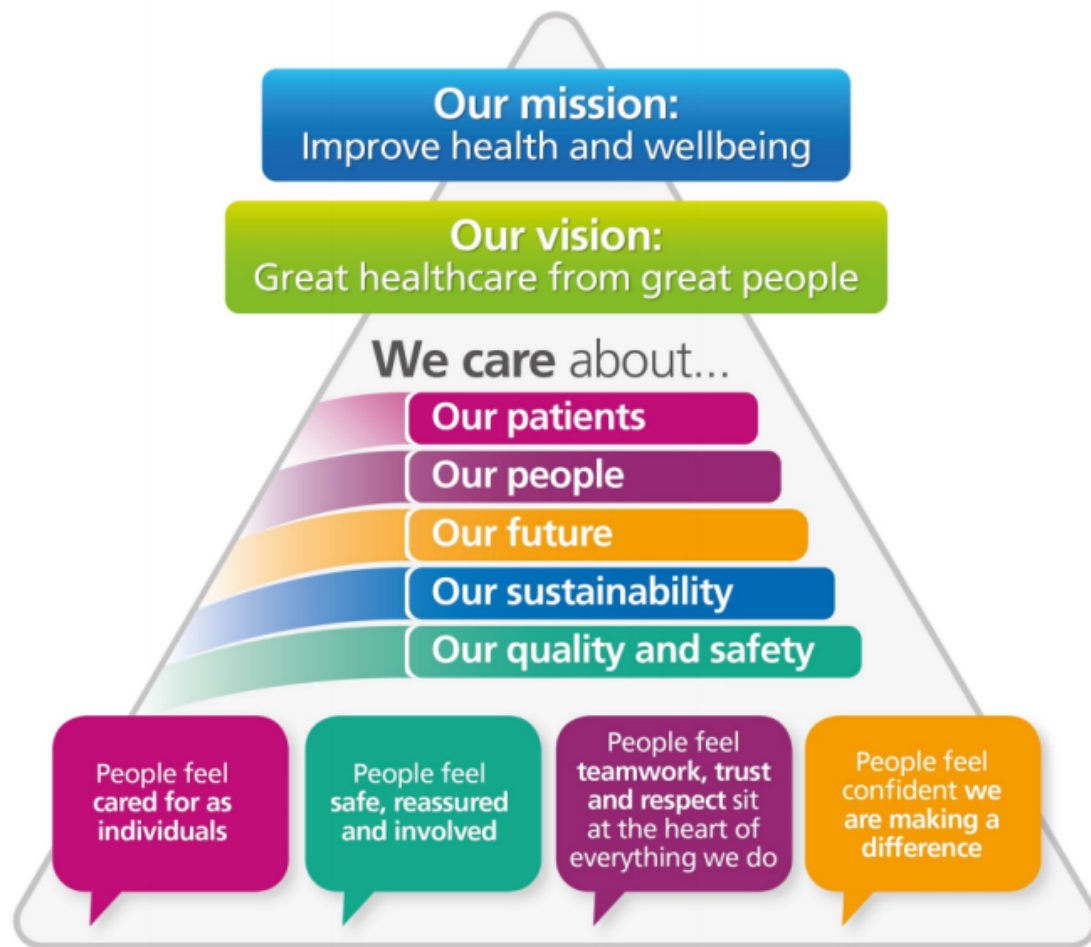 Our mission:
Improve health and wellbeing
Our vision:
Great healthcare from great people
We care about...
Our patients
Our people
Our future
Our sustainability
Our quality and safety
People feel
cared for as
individuals
People feel
safe, reassured
and involved
People feel
teamwork, trust
and respect sit
at the heart of
everything we do
People feel
confident we
are making a
difference